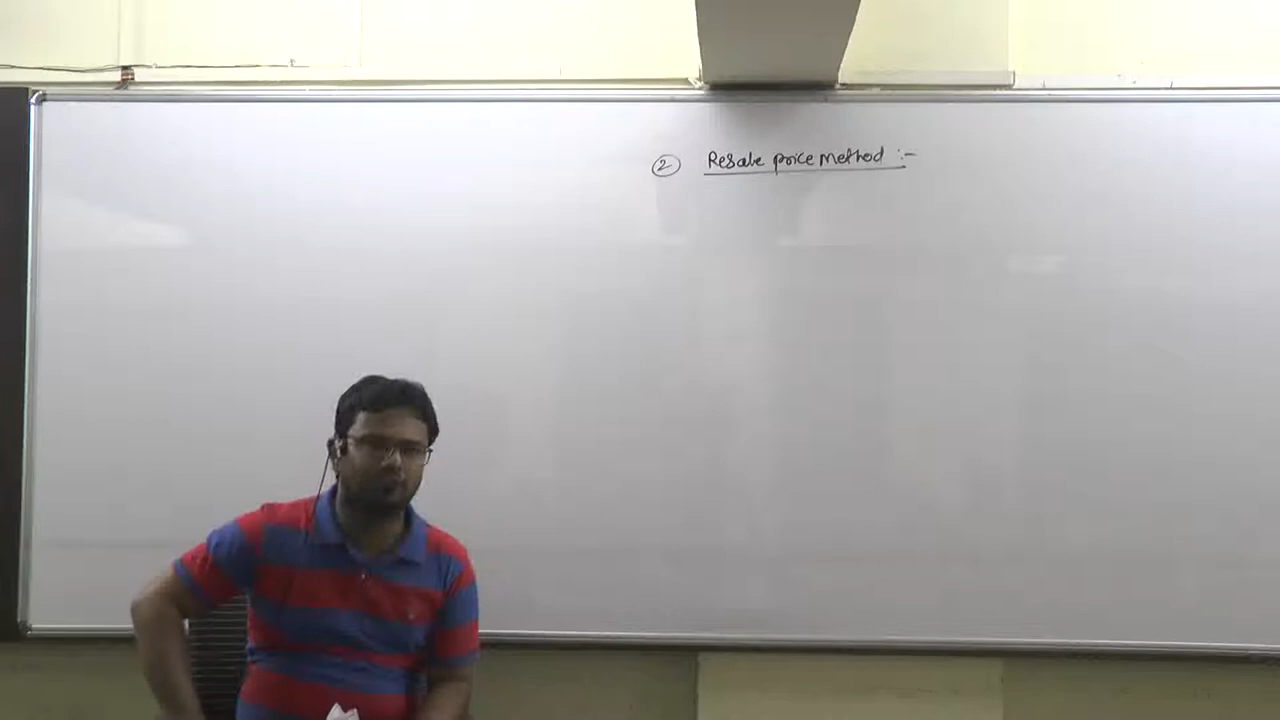 ② Resale price Method :-